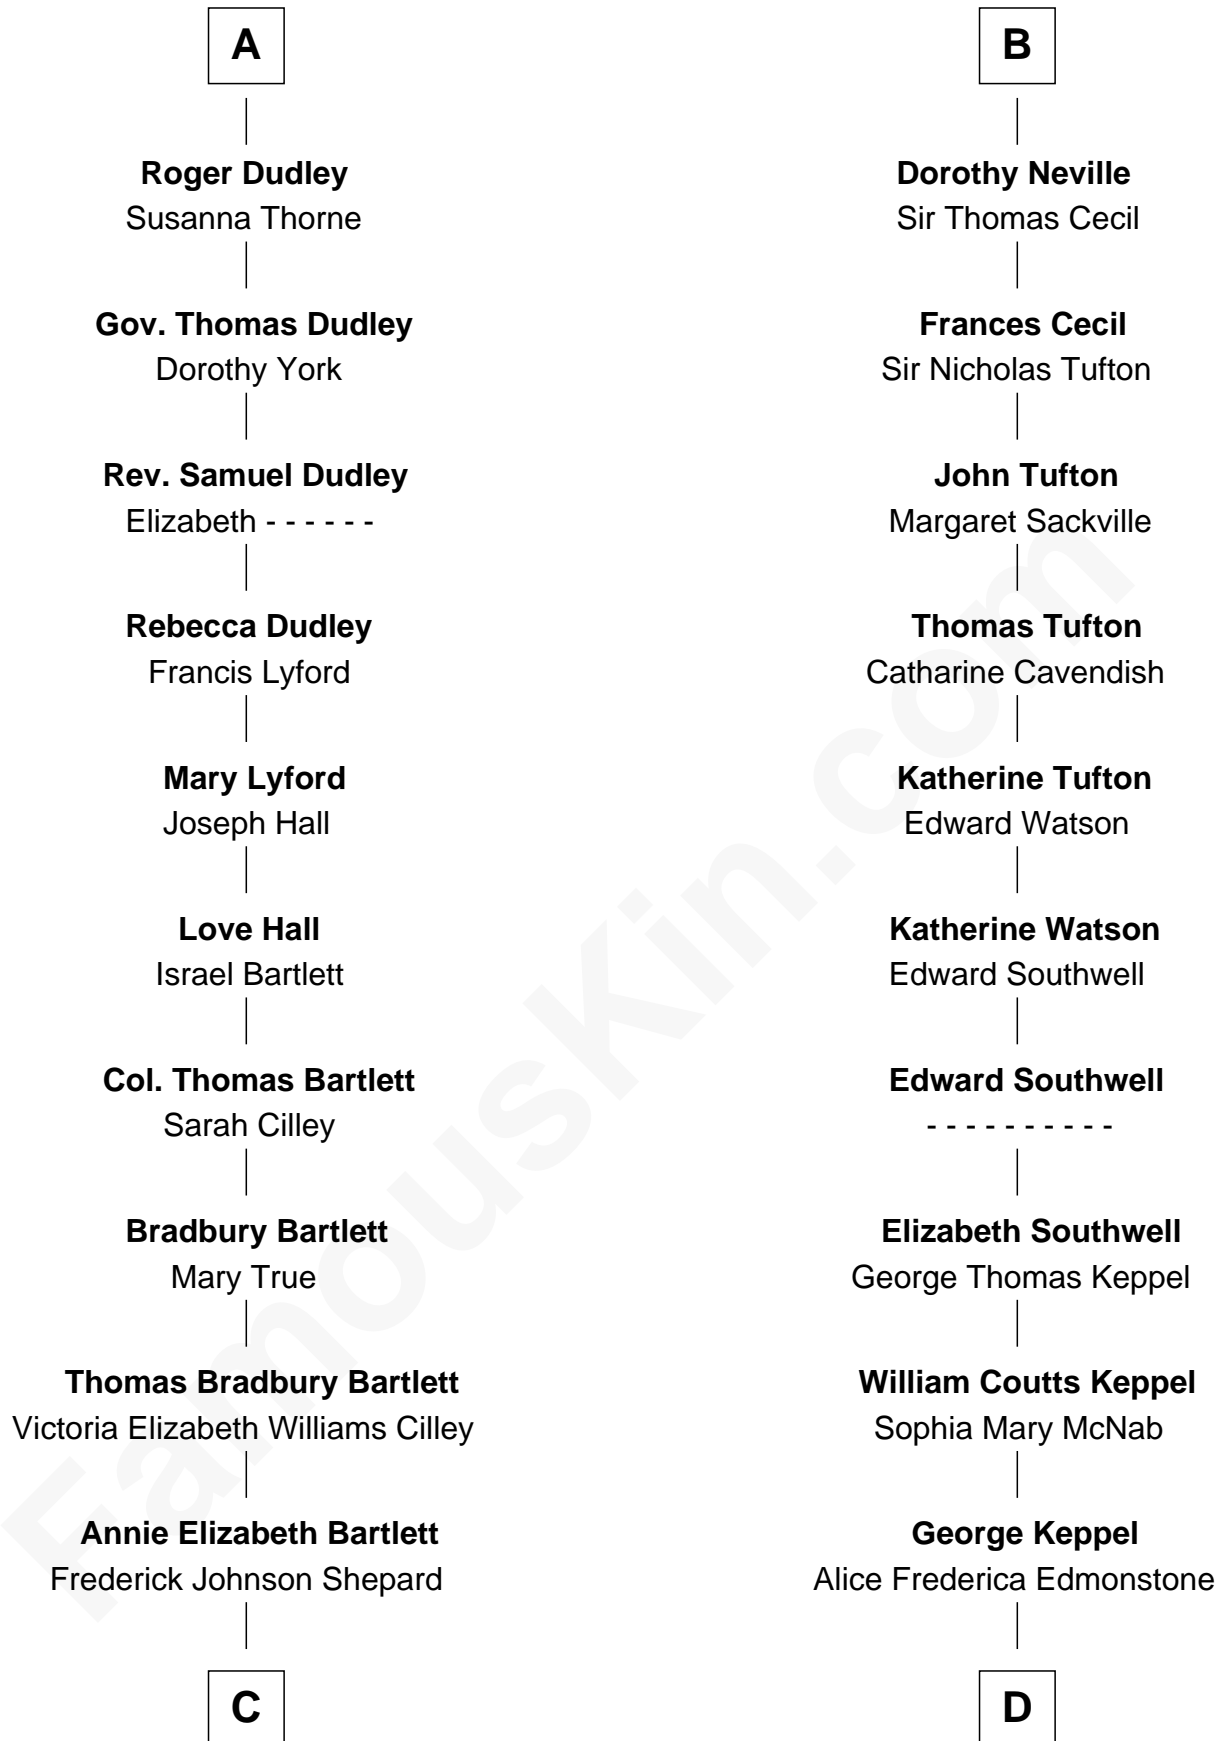 A
Roger Dudley
Susanna Thorne
Gov. Thomas Dudley
Dorothy York
Rev. Samuel Dudley
Elizabeth - - - - - -
Rebecca Dudley
Francis Lyford
Mary Lyford
Joseph Hall
Love Hall
Israel Bartlett
Col. Thomas Bartlett
Sarah Cilley
Bradbury Bartlett
Mary True
Thomas Bradbury Bartlett
Victoria Elizabeth Williams Cilley
Annie Elizabeth Bartlett
Frederick Johnson Shepard
C
B
Dorothy Neville
Sir Thomas Cecil
Frances Cecil
Sir Nicholas Tufton
John Tufton
Margaret Sackville
Thomas Tufton
Catharine Cavendish
Katherine Tufton
Edward Watson
Katherine Watson
Edward Southwell
Edward Southwell
- - - - - - - - - -
Elizabeth Southwell
George Thomas Keppel
William Coutts Keppel
Sophia Mary McNab
George Keppel
Alice Frederica Edmonstone
D
FamousKin.com